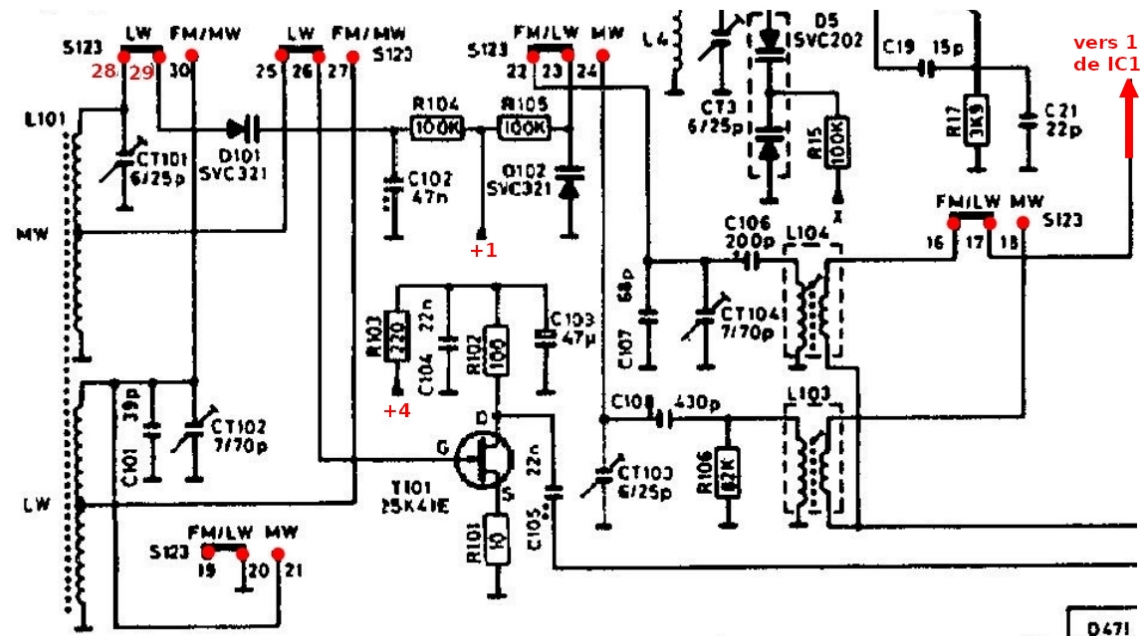 LW FM/MW
S123
28 29 30
LW FM/MW
S123
25 26 27
FM/LW MW
S123
22 23 24
L4
CT3
6/25p
D5
SVC202
R15
100K
X
C19 15p
R17
3K9
C21
22p
vers 1
de IC1
L101
CT101
6/25p
D101
SVC321
R104
100K
R105
100K
C102
47n
D102
SVC321
+1
MW
FM/LW MW
S123
16 17 18
C106
200p
L104
68p
C107
CT104
7/70p
R103
220
22n
C104
R102
100
C103
47µ
+4
39p
C101
CT102
7/70p
C108 430p
L103
CT103
6/25p
R106
82K
D
G
S
T101
2SK41E
22n
C105
R101
10
LW
FM/LW MW
S123
19 20 21
D471